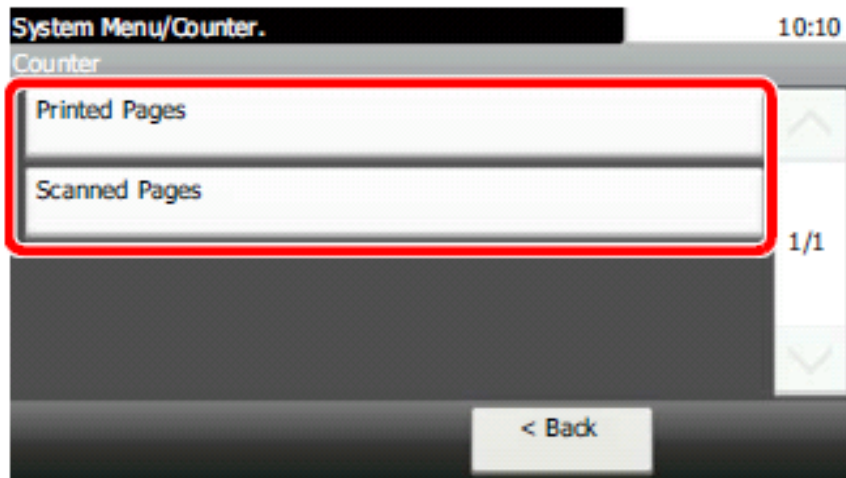 System Menu/Counter. 10:10
Counter
Printed Pages
Scanned Pages
1/1
< Back